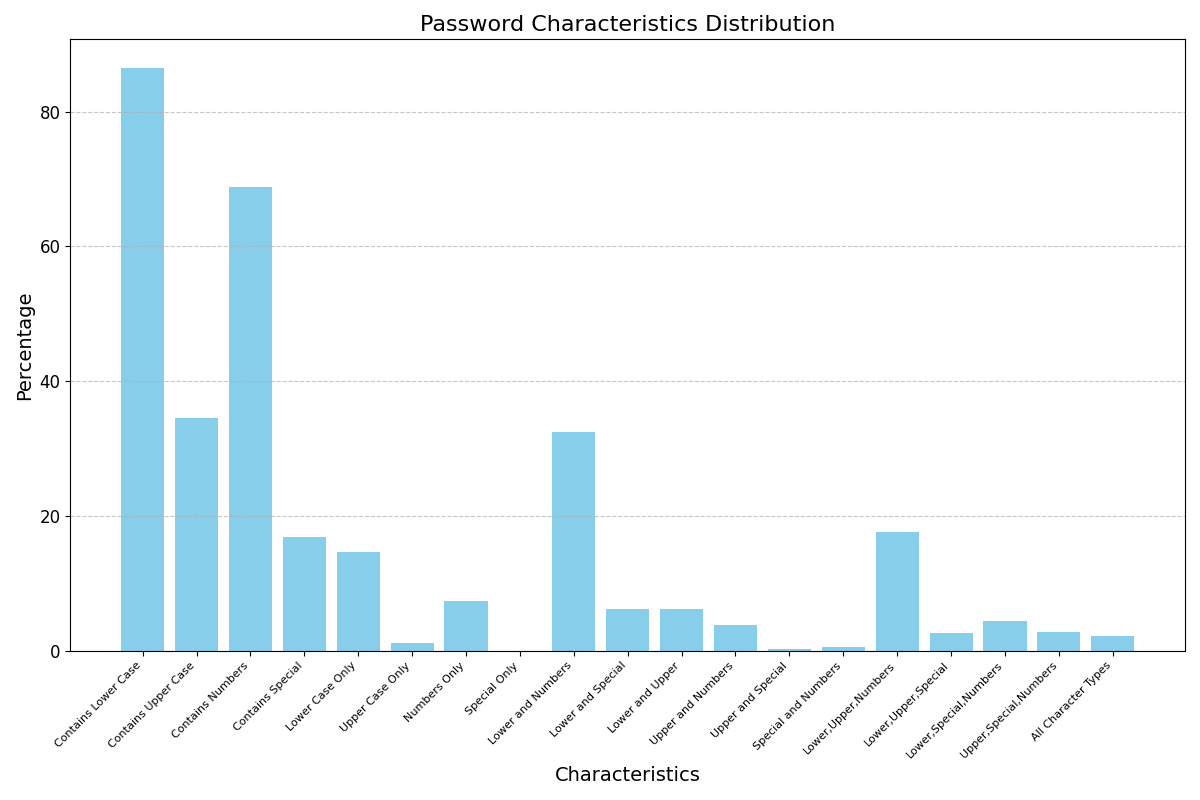 Password Characteristics Distribution
Percentage
80
60
40
20
0
Contains Lower Case
Contains Upper Case
Contains Numbers
Contains Special
Lower Case Only
Upper Case Only
Numbers Only
Special Only
Lower and Numbers
Lower and Special
Lower and Upper
Upper and Numbers
Upper and Special
Special and Numbers
Lower,Upper,Numbers
Lower,Upper,Special
Lower,Special,Numbers
Upper,Special,Numbers
All Character Types
Characteristics